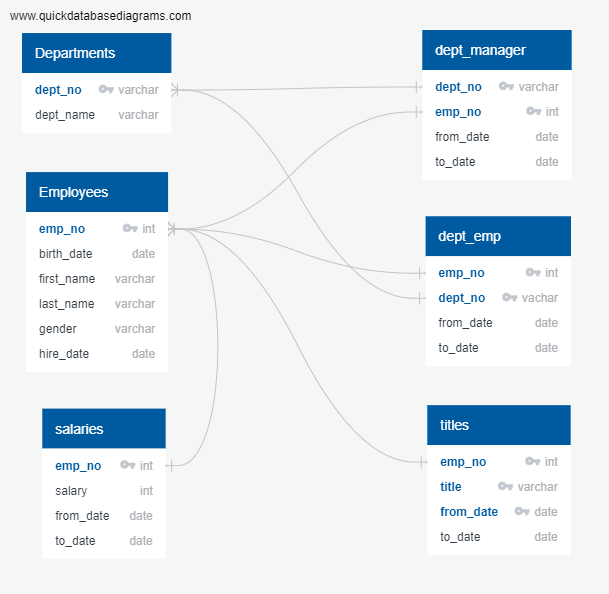 www.quickdatabasediagrams.com
Departments
dept_no varchar
dept_name varchar
Employees
emp_no int
birth_date date
first_name varchar
last_name varchar
gender varchar
hire_date date
salaries
emp_no int
salary int
from_date date
to_date date
dept_manager
dept_no varchar
emp_no int
from_date date
to_date date
dept_emp
emp_no int
dept_no vachar
from_date date
to_date date
titles
emp_no int
title varchar
from_date date
to_date date